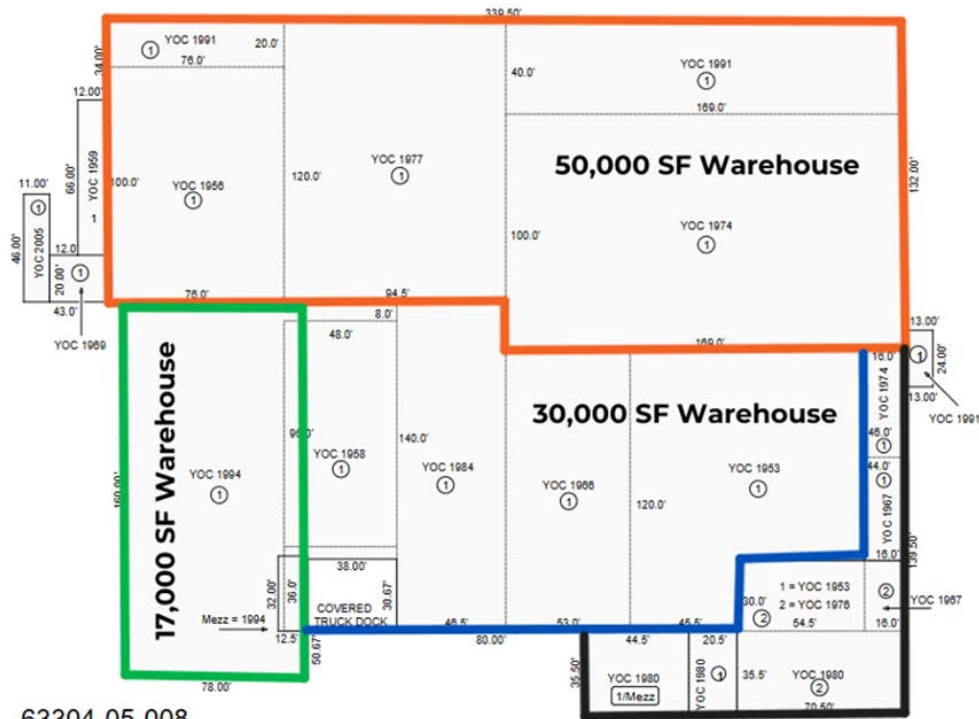 339.50'
YOC 1991
1
76.0'
20.0'
34.00'
40.0'
YOC 1991
1
169.0'
12.00'
66.00'
YOC 1959
1
100.0'
YOC 1956
1
120.0'
YOC 1977
1
50,000 SF Warehouse
132.00'
100.0'
YOC 1974
1
11.00'
46.00'
1
YOC 2005
12.0'
20.00'
1
43.0'
YOC 1969
76.0'
94.5'
8.0'
48.0'
169.0'
13.00'
1
24.00'
13.00'
YOC 1991
17,000 SF Warehouse
160.00'
YOC 1994
1
96.0'
YOC 1958
1
140.0'
YOC 1984
1
30,000 SF Warehouse
YOC 1966
1
120.0'
YOC 1953
1
16.0'
YOC 1974
46.0'
1
44.0'
1
YOC 1967
16.0'
139.50'
38.00'
32.00'
36.0'
30.67'
COVERED
TRUCK DOCK
Mezz = 1994
12.5'
50.67'
46.5'
80.00'
53.0'
45.5'
30.0'
1 = YOC 1953
2 = YOC 1976
2
54.5'
2
16.0'
YOC 1967
44.5'
20.5'
35.50'
YOC 1980
1/Mezz
YOC 1980
1
35.5'
YOC 1980
2
70.50'
78.00'
63304-05-008